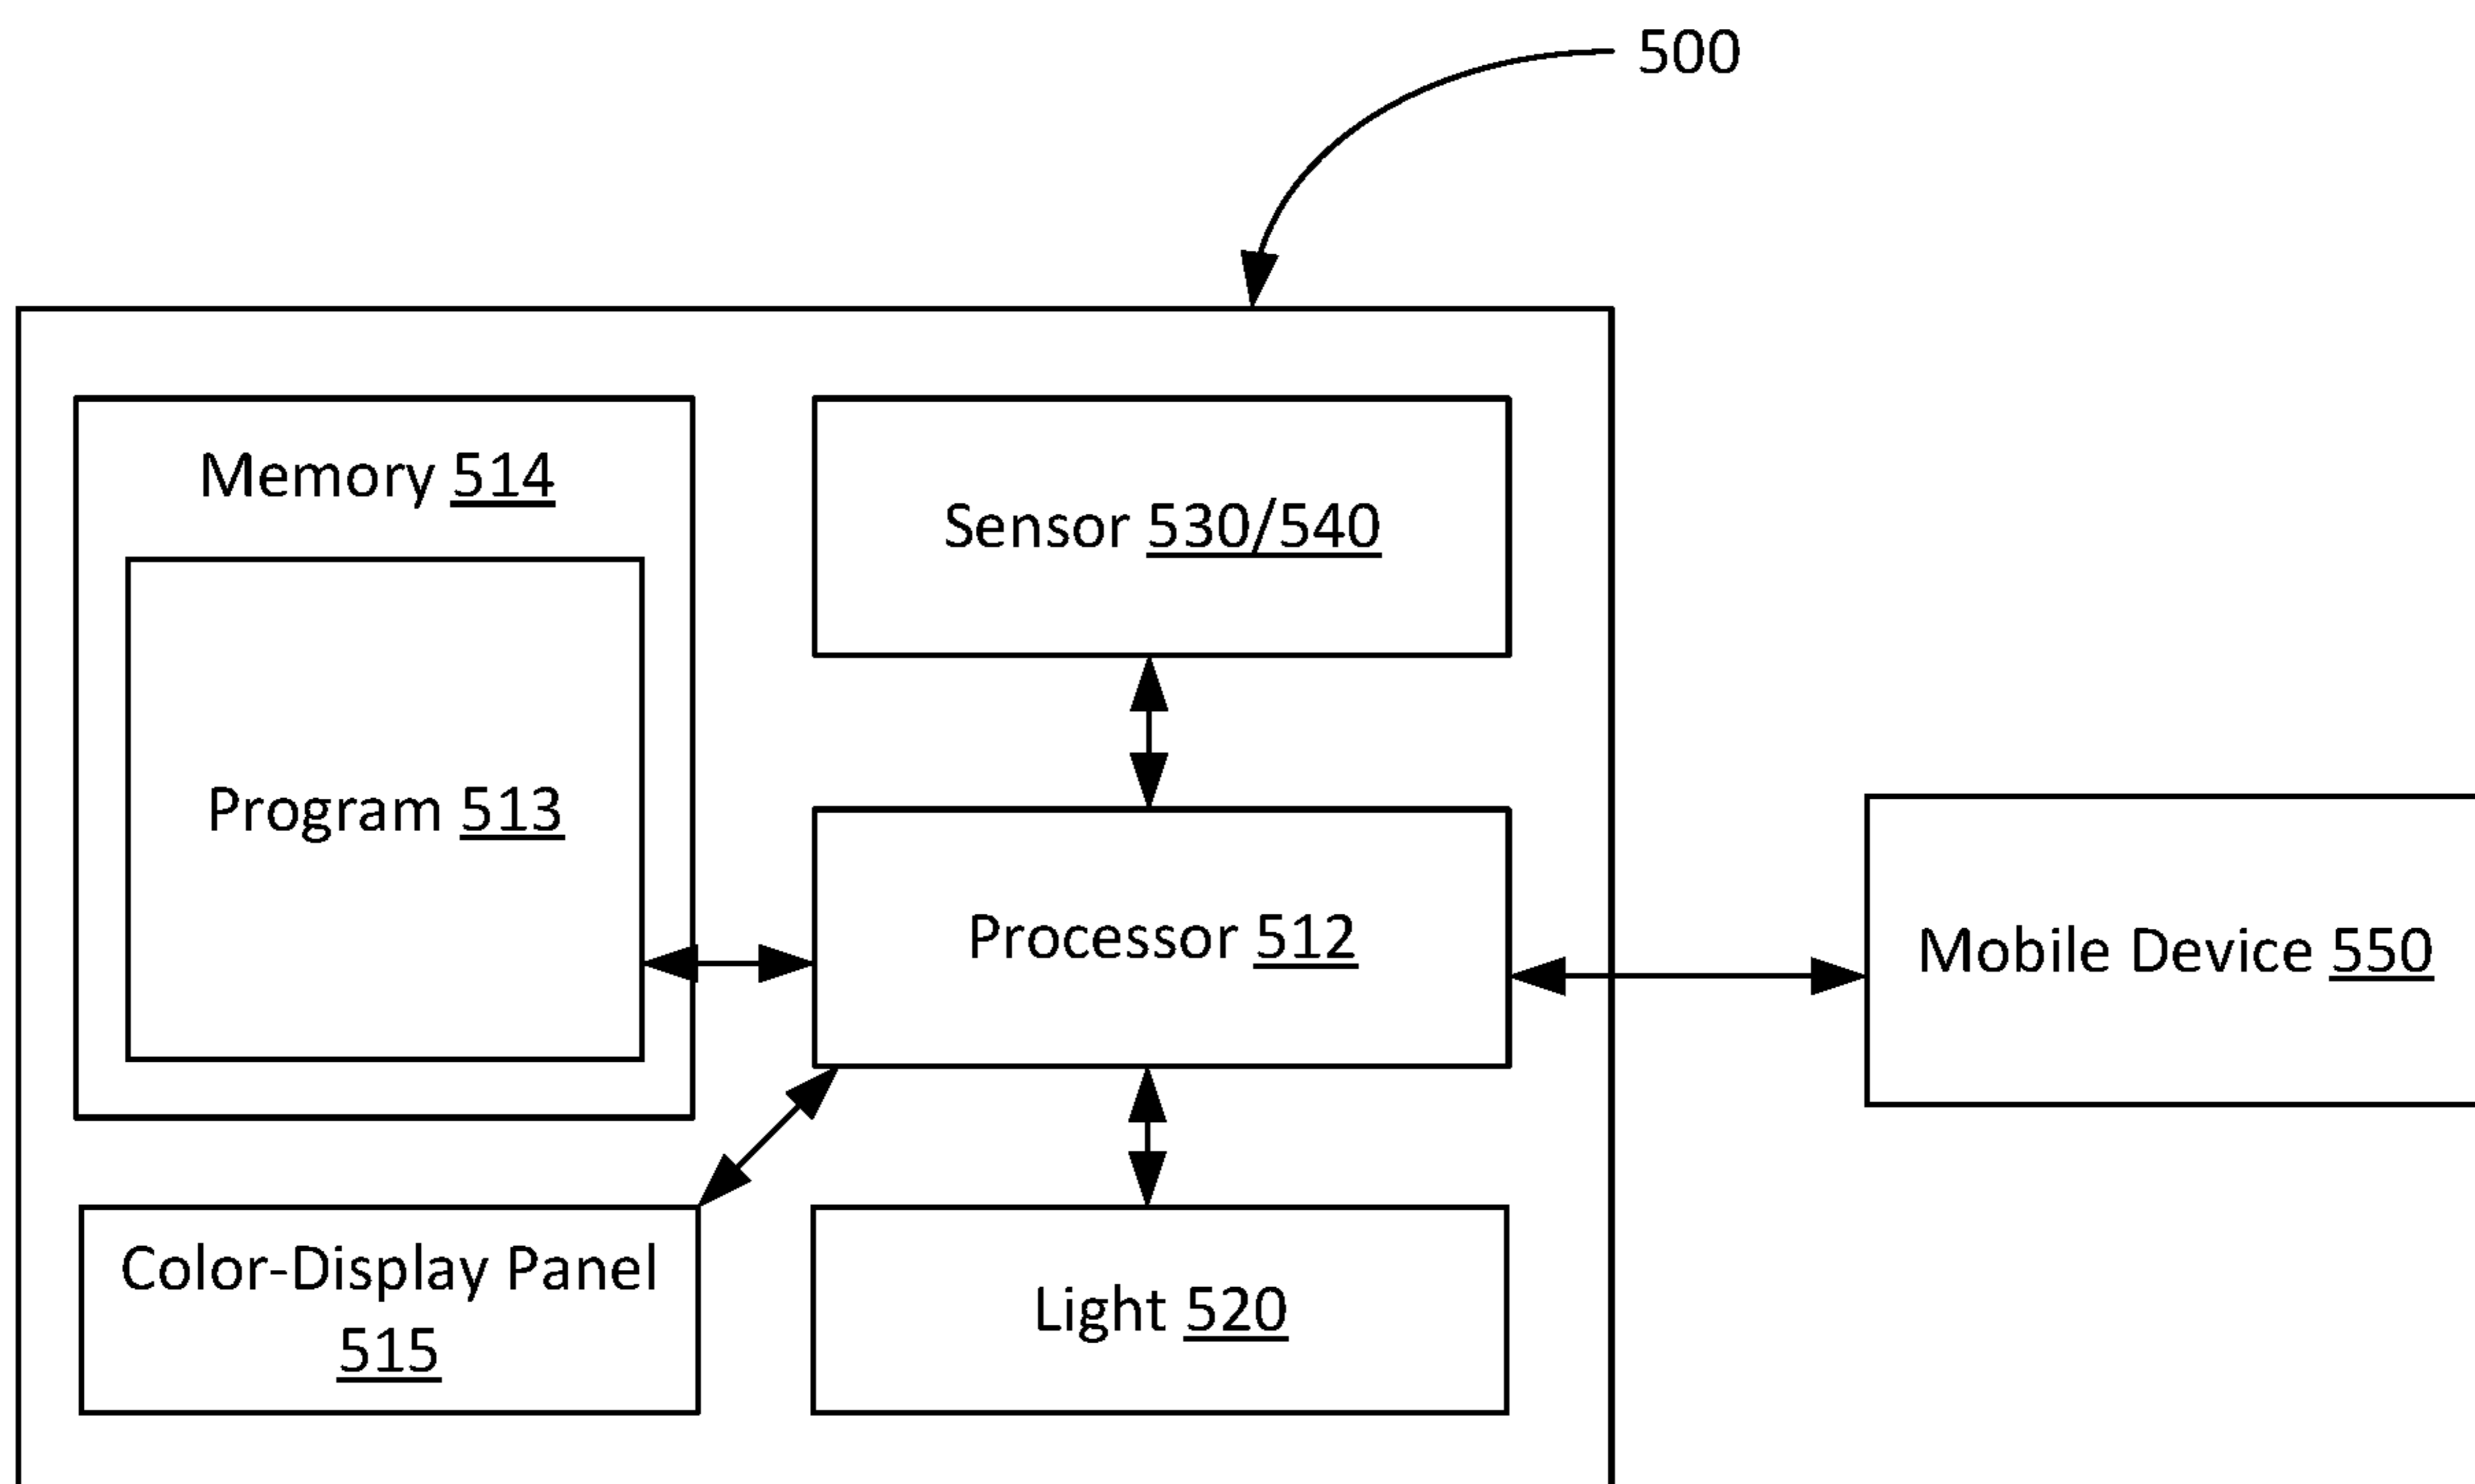 500
Memory 514
Sensor 530/540
Program 513
Processor 512
Mobile Device 550
Color-Display Panel
515
Light 520